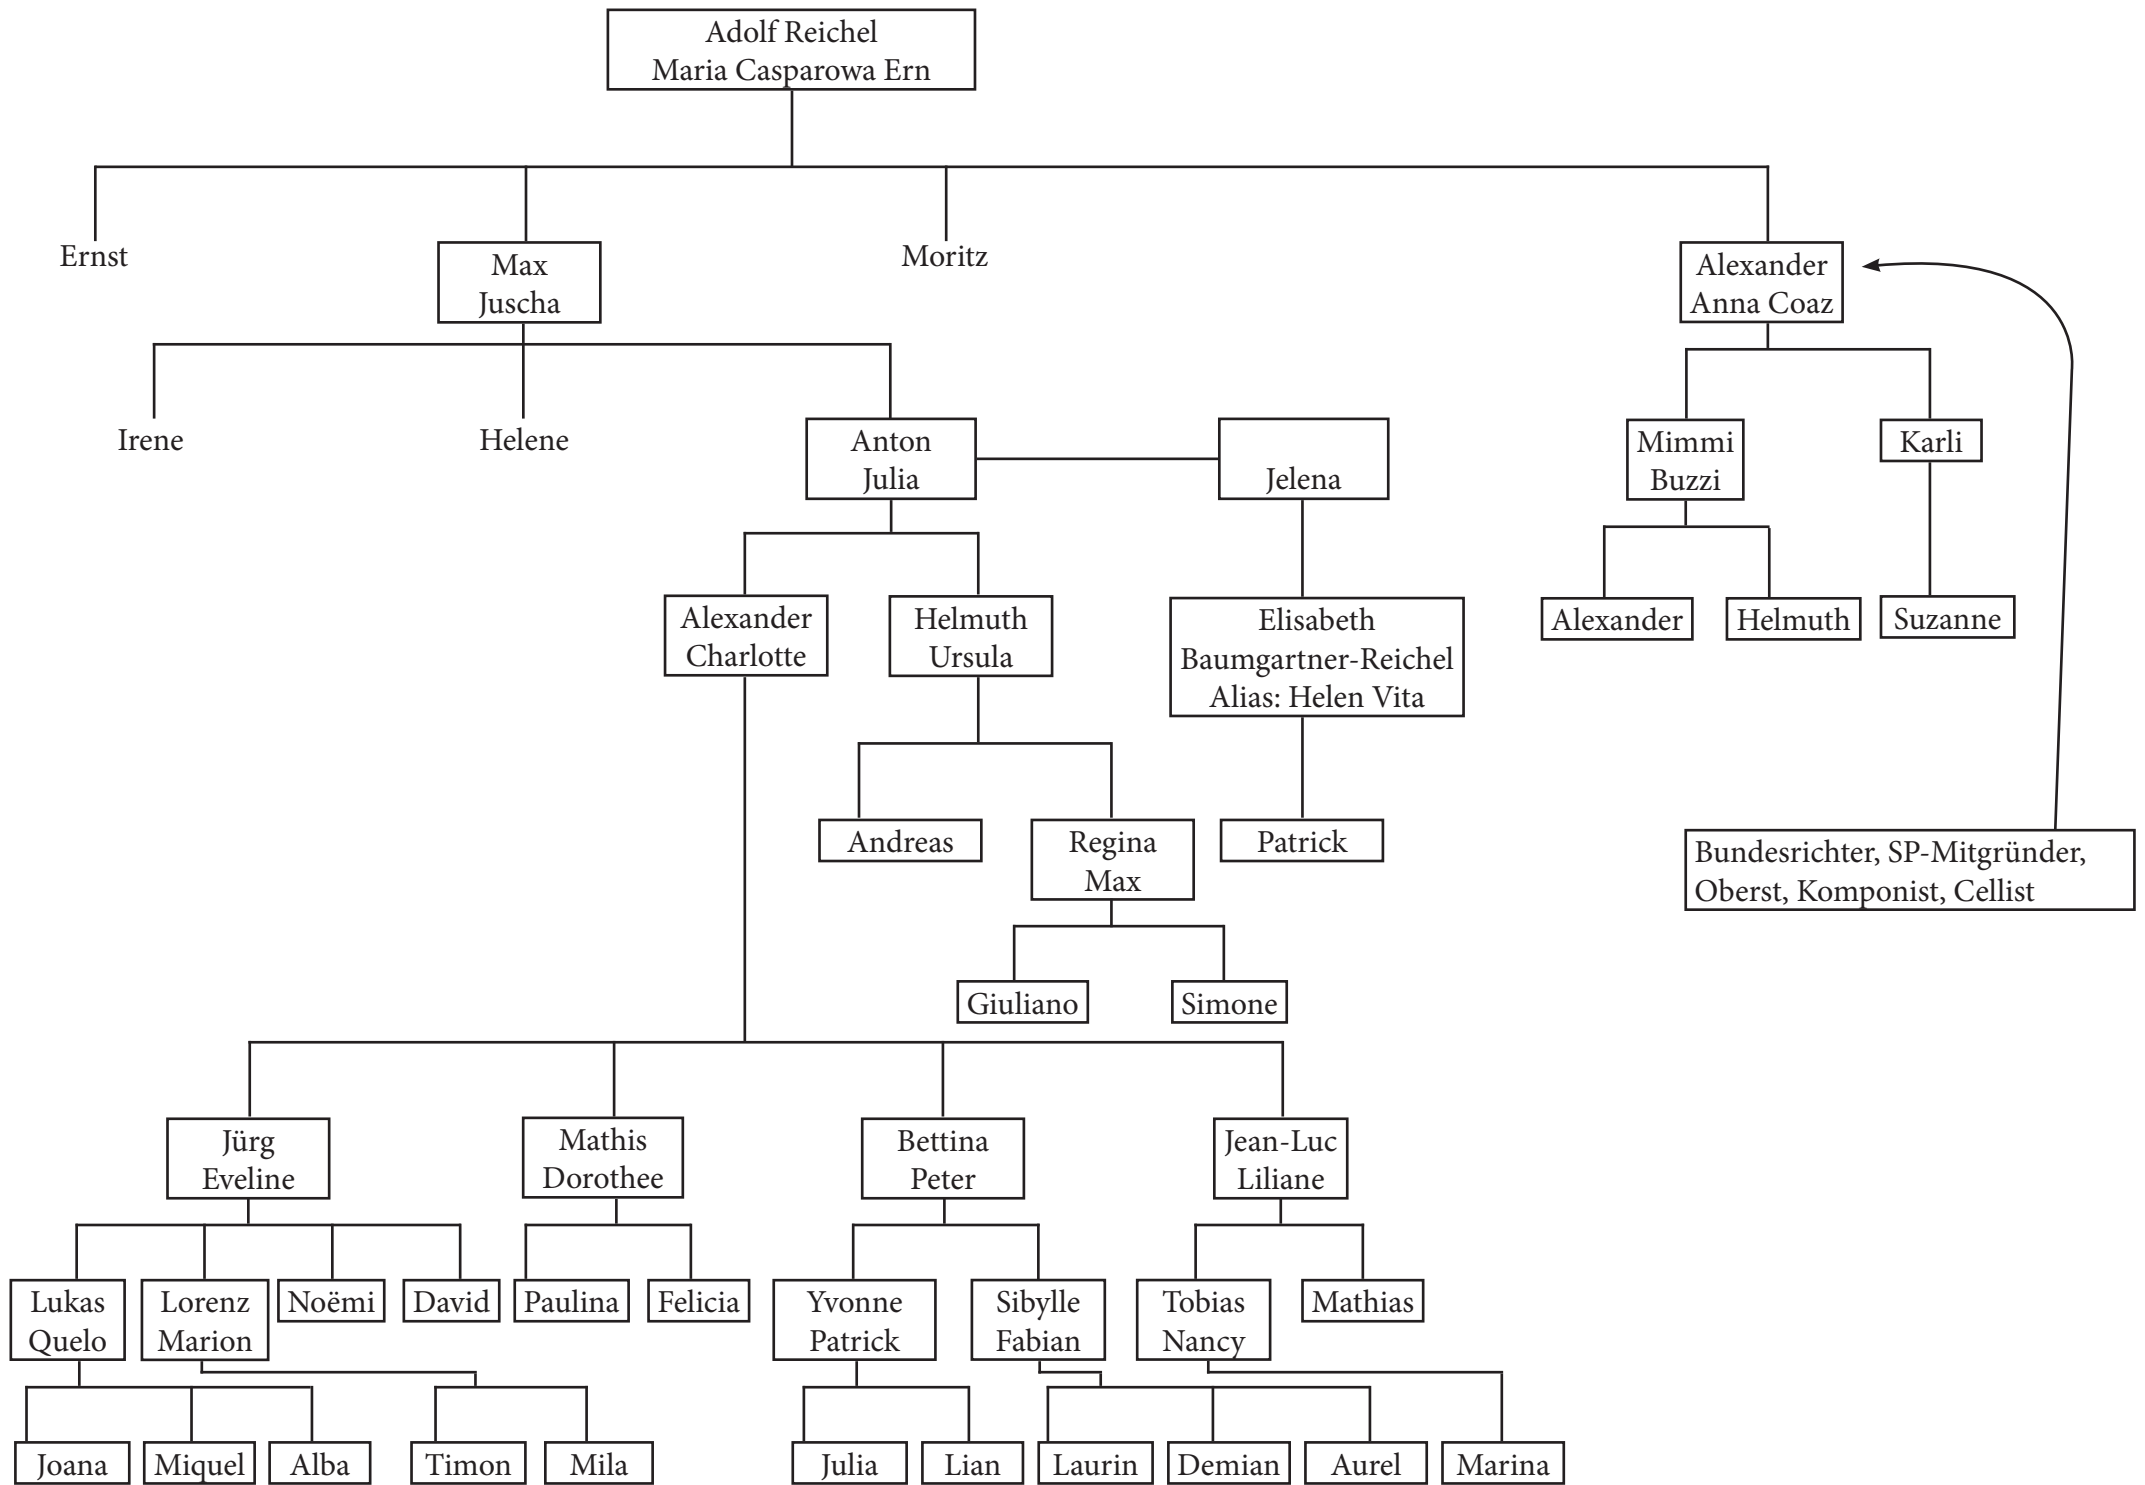 Adolf Reichel
Maria Casparowa Ern
Ernst
Max
Juscha
Moritz
Alexander
Anna Coaz
Irene
Helene
Anton
Julia
Jelena
Mimmi
Buzzi
Karli
Alexander
Charlotte
Helmuth
Ursula
Elisabeth
Baumgartner-Reichel
Alias: Helen Vita
Alexander
Helmuth
Suzanne
Andreas
Regina
Max
Patrick
Bundesrichter, SP-Mitgründer,
Oberst, Komponist, Cellist
Giuliano
Simone
Jürg
Eveline
Mathis
Dorothee
Bettina
Peter
Jean-Luc
Liliane
Lukas
Quelo
Lorenz
Marion
Noëmi
David
Paulina
Felicia
Yvonne
Patrick
Sibylle
Fabian
Tobias
Nancy
Mathias
Joana
Miquel
Alba
Timon
Mila
Julia
Lian
Laurin
Demian
Aurel
Marina